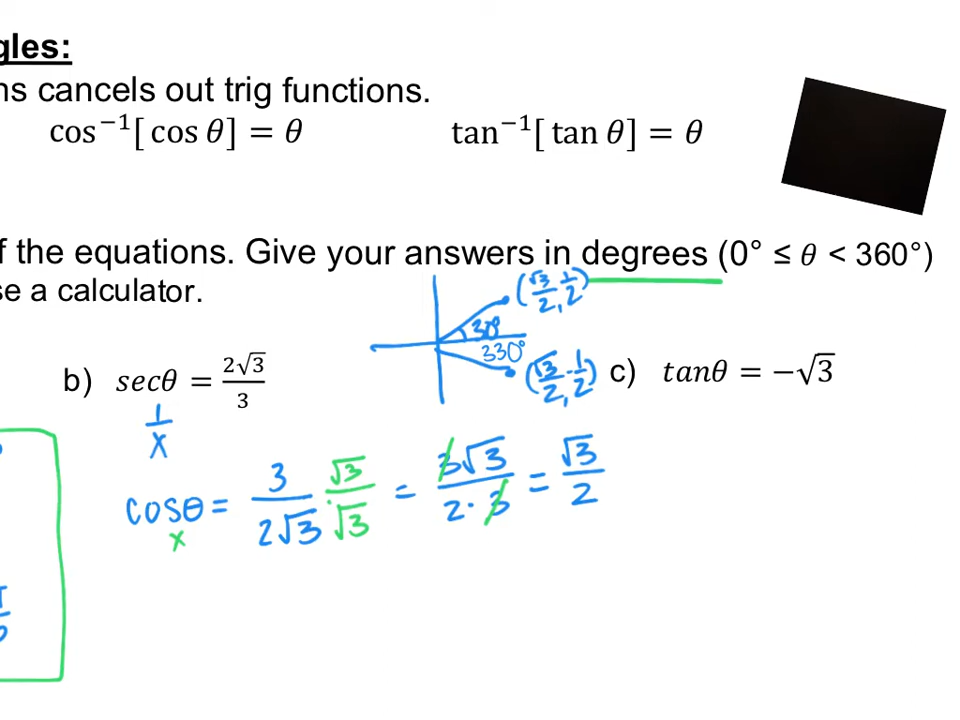 gles:
ns cancels out trig functions.
cos⁻¹[cos θ] = θ tan⁻¹[tan θ] = θ
f the equations. Give your answers in degrees (0° ≤ θ < 360°)
se a calculator.
(√3/2, 1/2)
30°
330°
(√3/2, -1/2)
b) secθ = 2√3/3
c) tanθ = −√3
1/x
cosθ = 3/2√3 · √3/√3 = 3√3/2·3 = √3/2
x